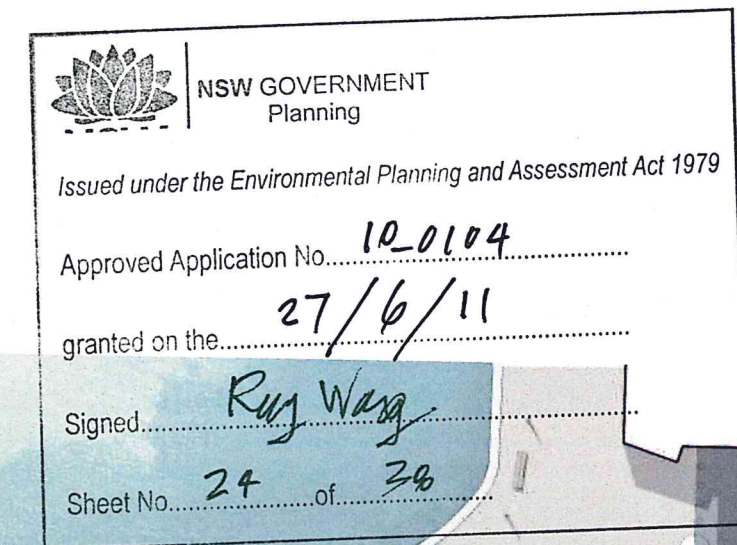 NSW GOVERNMENT
Planning
Issued under the Environmental Planning and Assessment Act 1979
Approved Application No. 10_0104
granted on the 27/6/11
Signed
Sheet No. 24 of